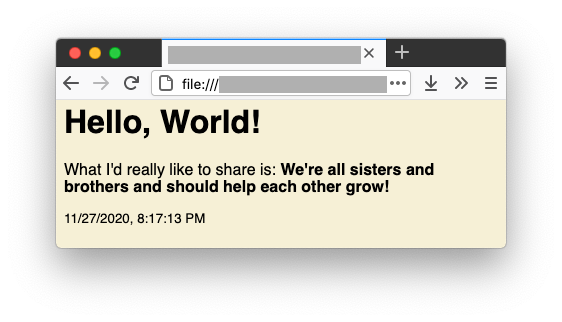 file:///
Hello, World!
What I'd really like to share is: We're all sisters and
brothers and should help each other grow!
11/27/2020, 8:17:13 PM